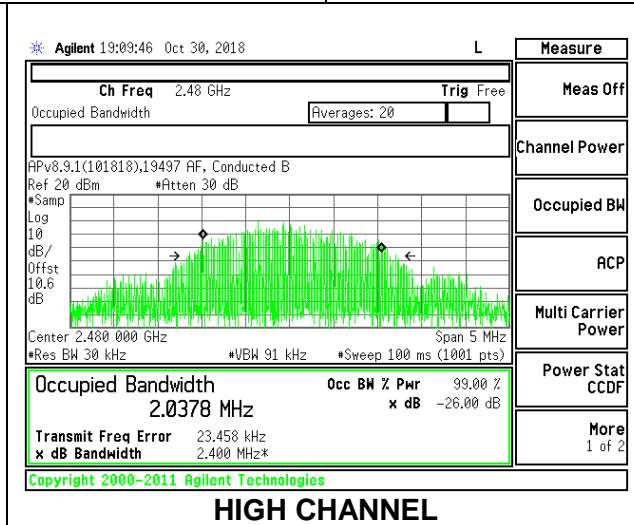 Agilent 19:09:46 Oct 30, 2018 L Measure
Ch Freq 2.48 GHz Trig Free
Occupied Bandwidth Averages: 20
Meas Off
Channel Power
Occupied BW
ACP
Multi Carrier
Power
Power Stat
CCDF
More
1 of 2
APv8.9.1(101818),19497 AF, Conducted B
Ref 20 dBm #Atten 30 dB
#Samp
Log
10
dB/
Offst
10.6
dB
Center 2.480 000 GHz Span 5 MHz
#Res BW 30 kHz #VBW 91 kHz #Sweep 100 ms (1001 pts)
Occupied Bandwidth Occ BW % Pwr 99.00 %
2.0378 MHz x dB -26.00 dB
Transmit Freq Error 23.458 kHz
x dB Bandwidth 2.400 MHz*
Copyright 2000-2011 Agilent Technologies
HIGH CHANNEL